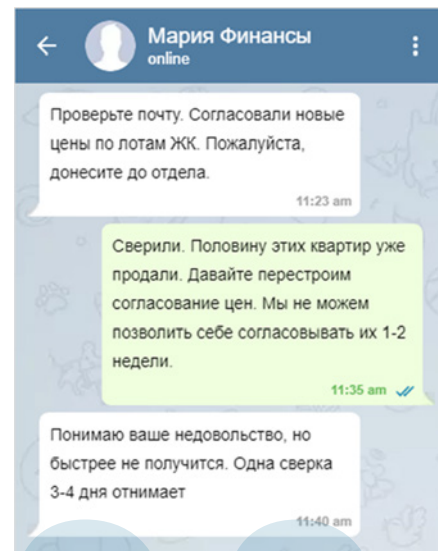 Мария Финансы
online
Проверьте почту. Согласовали новые
цены по лотам ЖК. Пожалуйста,
донесите до отдела.
11:23 am
Сверили. Половину этих квартир уже
продали. Давайте перестроим
согласование цен. Мы не можем
позволить себе согласовывать их 1-2
недели.
11:35 am
Понимаю ваше недовольство, но
быстрее не получится. Одна сверка
3-4 дня отнимает
11:40 am